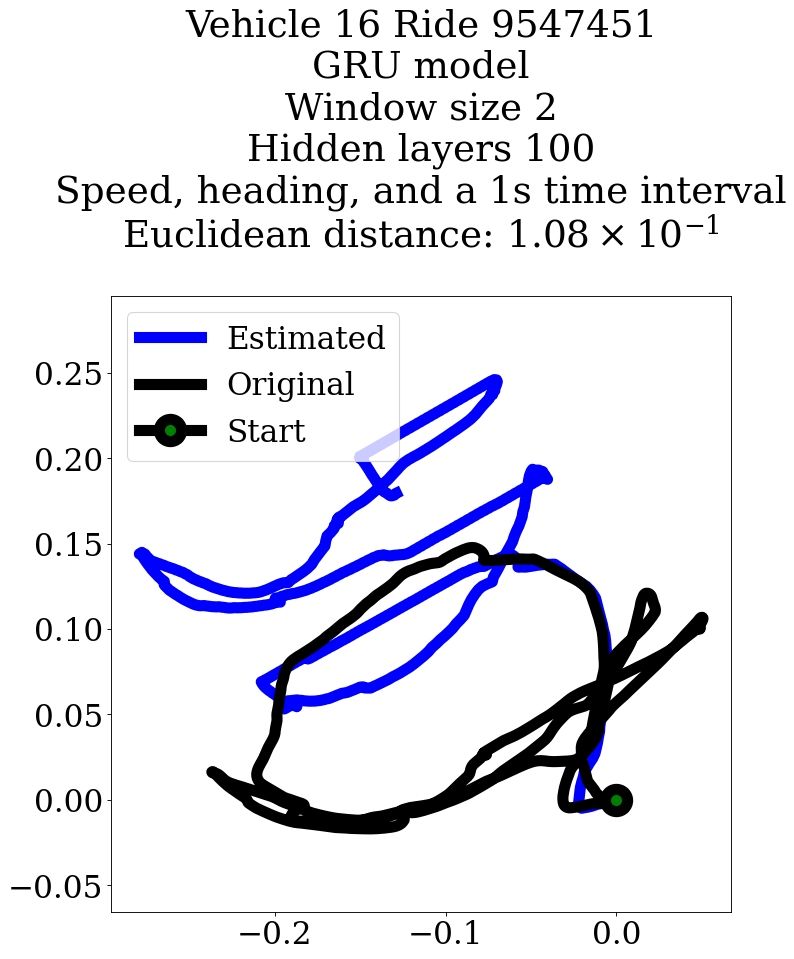 Vehicle 16 Ride 9547451
GRU model
Window size 2
Hidden layers 100
Speed, heading, and a 1s time interval
Euclidean distance: 1.08 × 10⁻¹
Estimated
Original
Start
0.25
0.20
0.15
0.10
0.05
0.00
−0.05
−0.2
−0.1
0.0